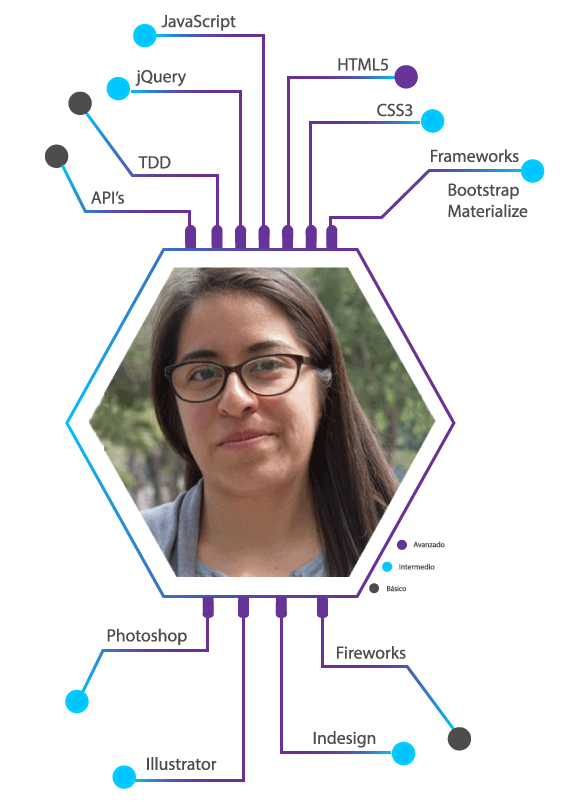 JavaScript
jQuery
HTML5
CSS3
TDD
Frameworks
API's
Bootstrap
Materialize
Avanzado
Intermedio
Básico
Photoshop
Fireworks
Indesign
Illustrator